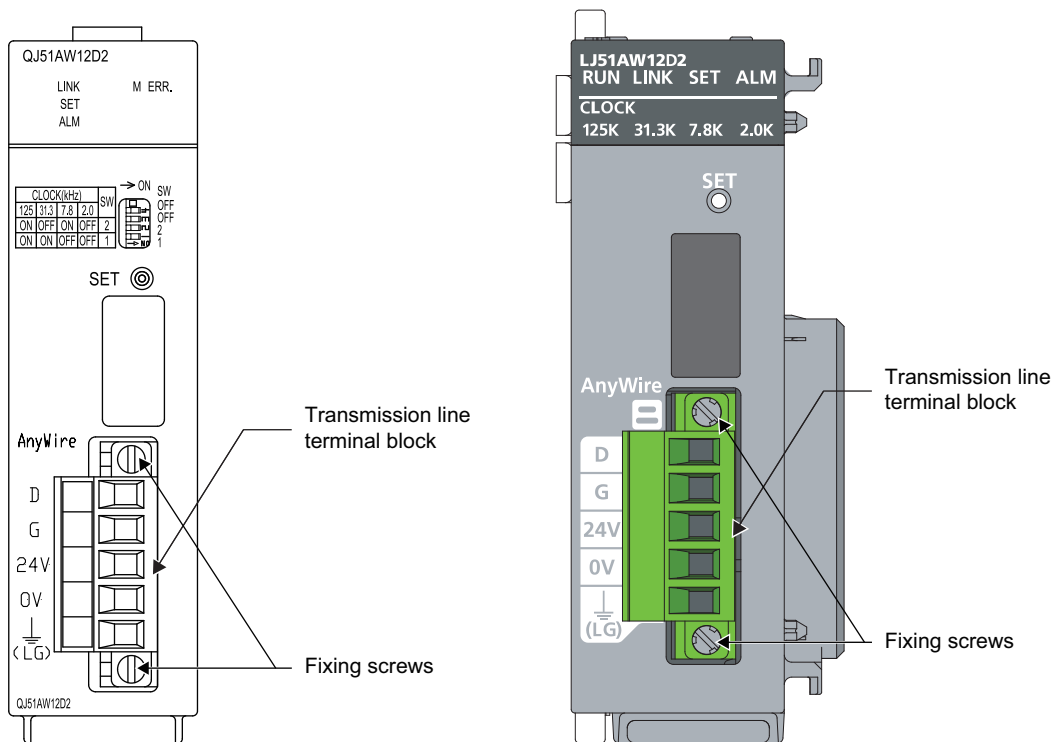 QJ51AW12D2
LINK M ERR.
SET
ALM
CLOCK(kHz) SW
125 31.3 7.8 2.0
ON OFF ON OFF 2
ON ON OFF OFF 1
→ ON SW
OFF
OFF
2
1
SET
AnyWire
D
G
24V
0V
(LG)
QJ51AW12D2
Transmission line
terminal block
Fixing screws
LJ51AW12D2
RUN LINK SET ALM
CLOCK
125K 31.3K 7.8K 2.0K
SET
AnyWire
D
G
24V
0V
(LG)
Transmission line
terminal block
Fixing screws